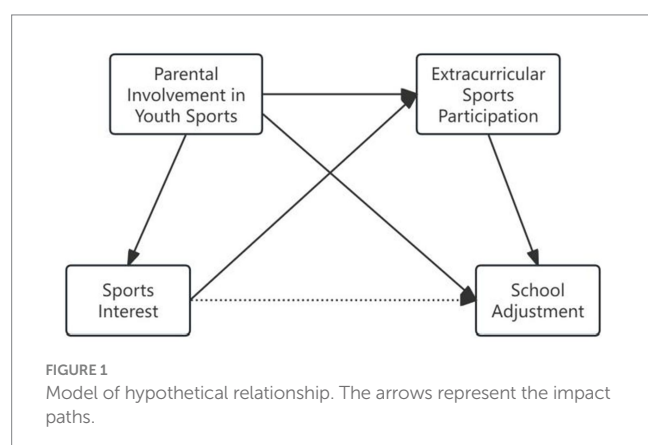 Parental
Involvement in
Youth Sports
Extracurricular
Sports
Participation
Sports
Interest
School
Adjustment
FIGURE 1
Model of hypothetical relationship. The arrows represent the impact
paths.